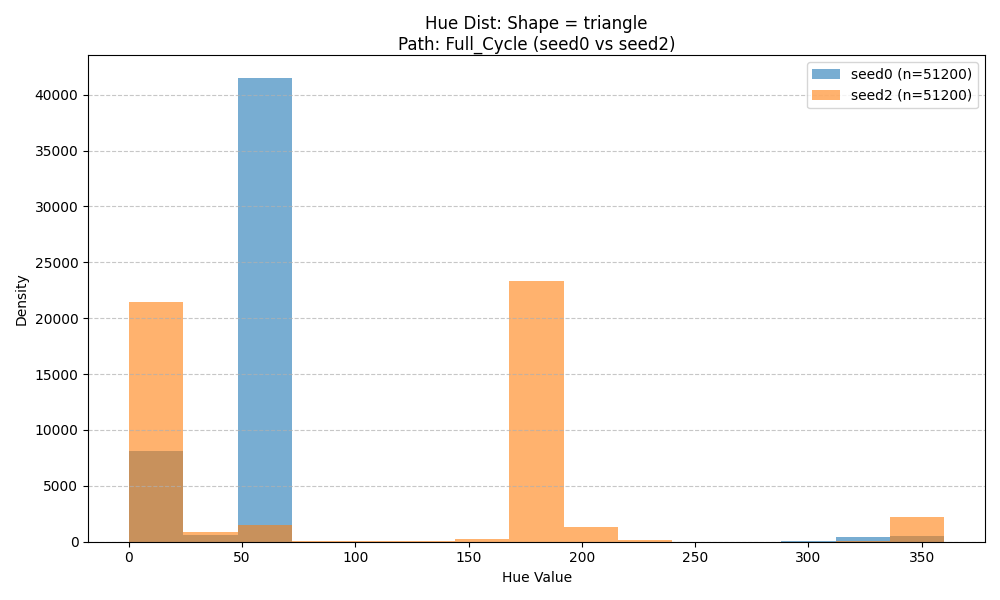 Hue Dist: Shape = triangle
Path: Full_Cycle (seed0 vs seed2)
seed0 (n=51200)
seed2 (n=51200)
Density
40000
35000
30000
25000
20000
15000
10000
5000
0
0 50 100 150 200 250 300 350
Hue Value